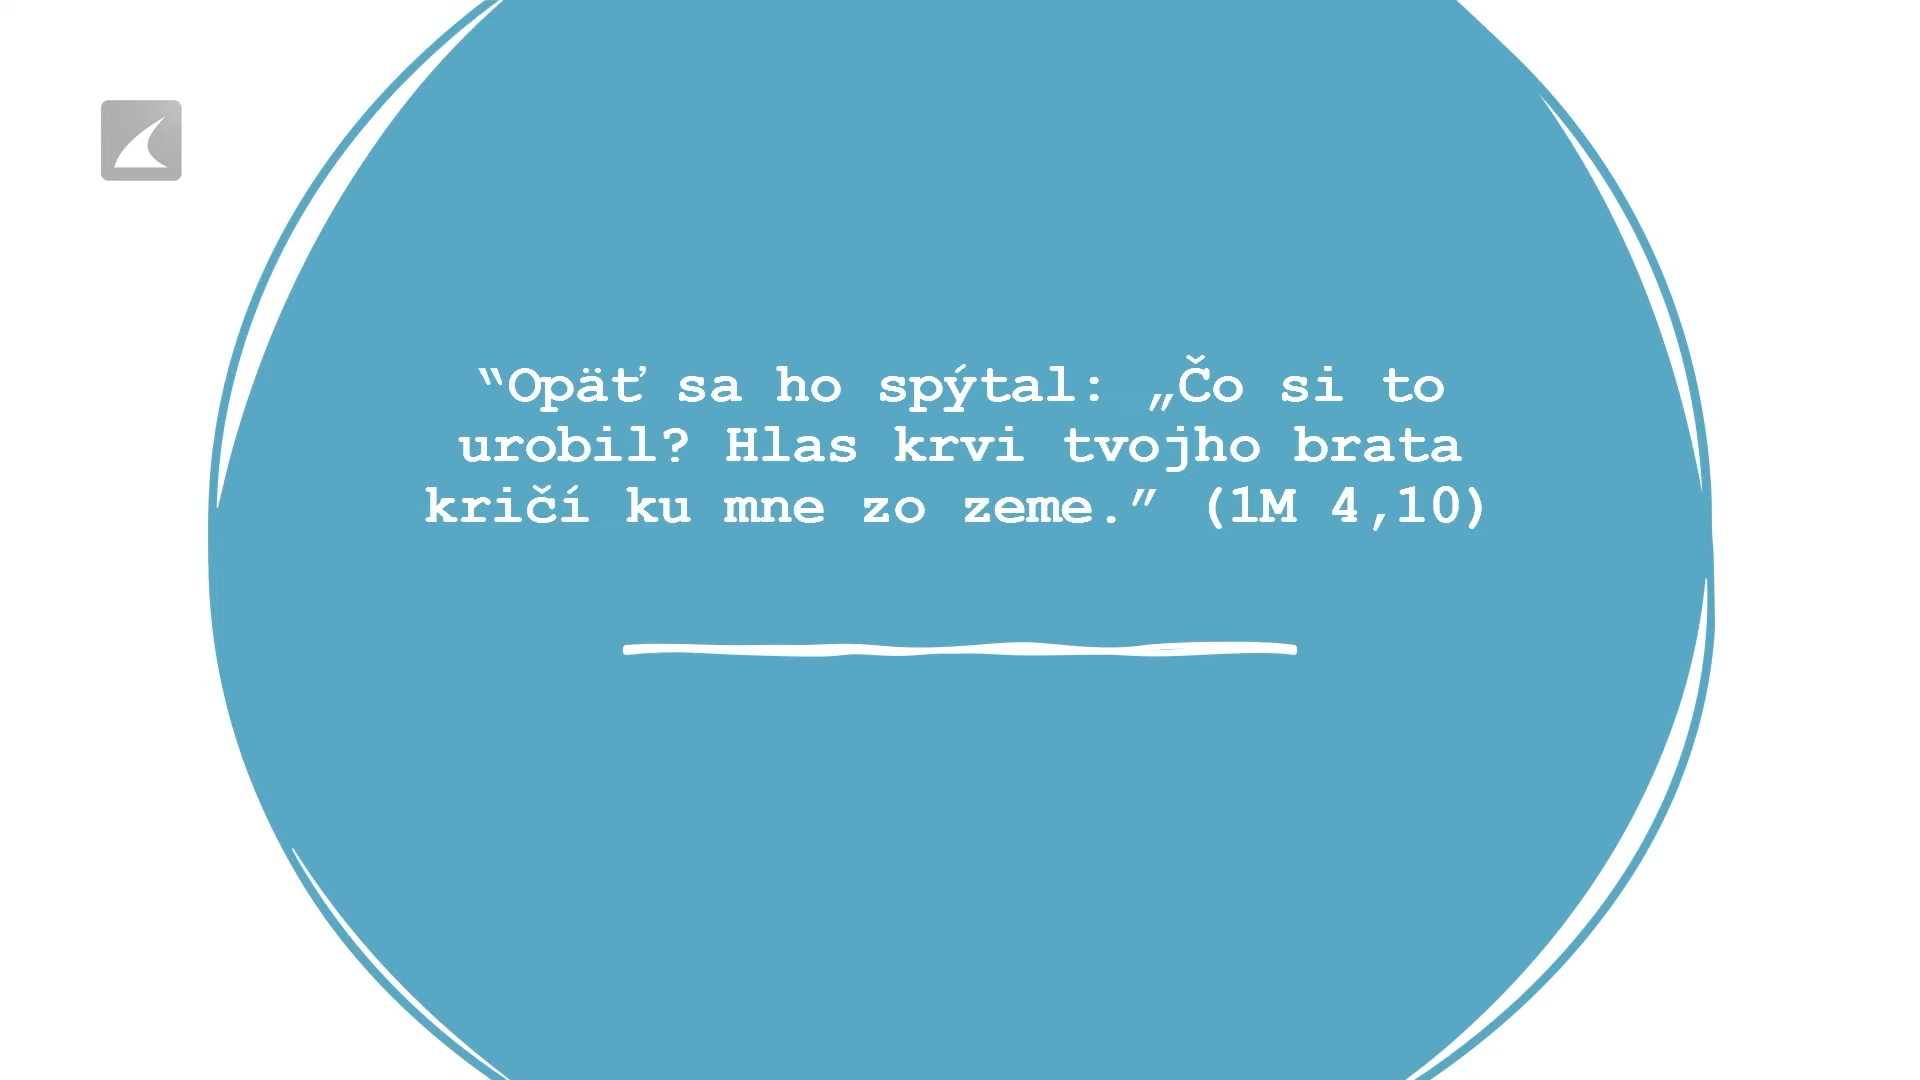 “Opäť sa ho spýtal: „Čo si to
urobil? Hlas krvi tvojho brata
kričí ku mne zo zeme.” (1M 4,10)